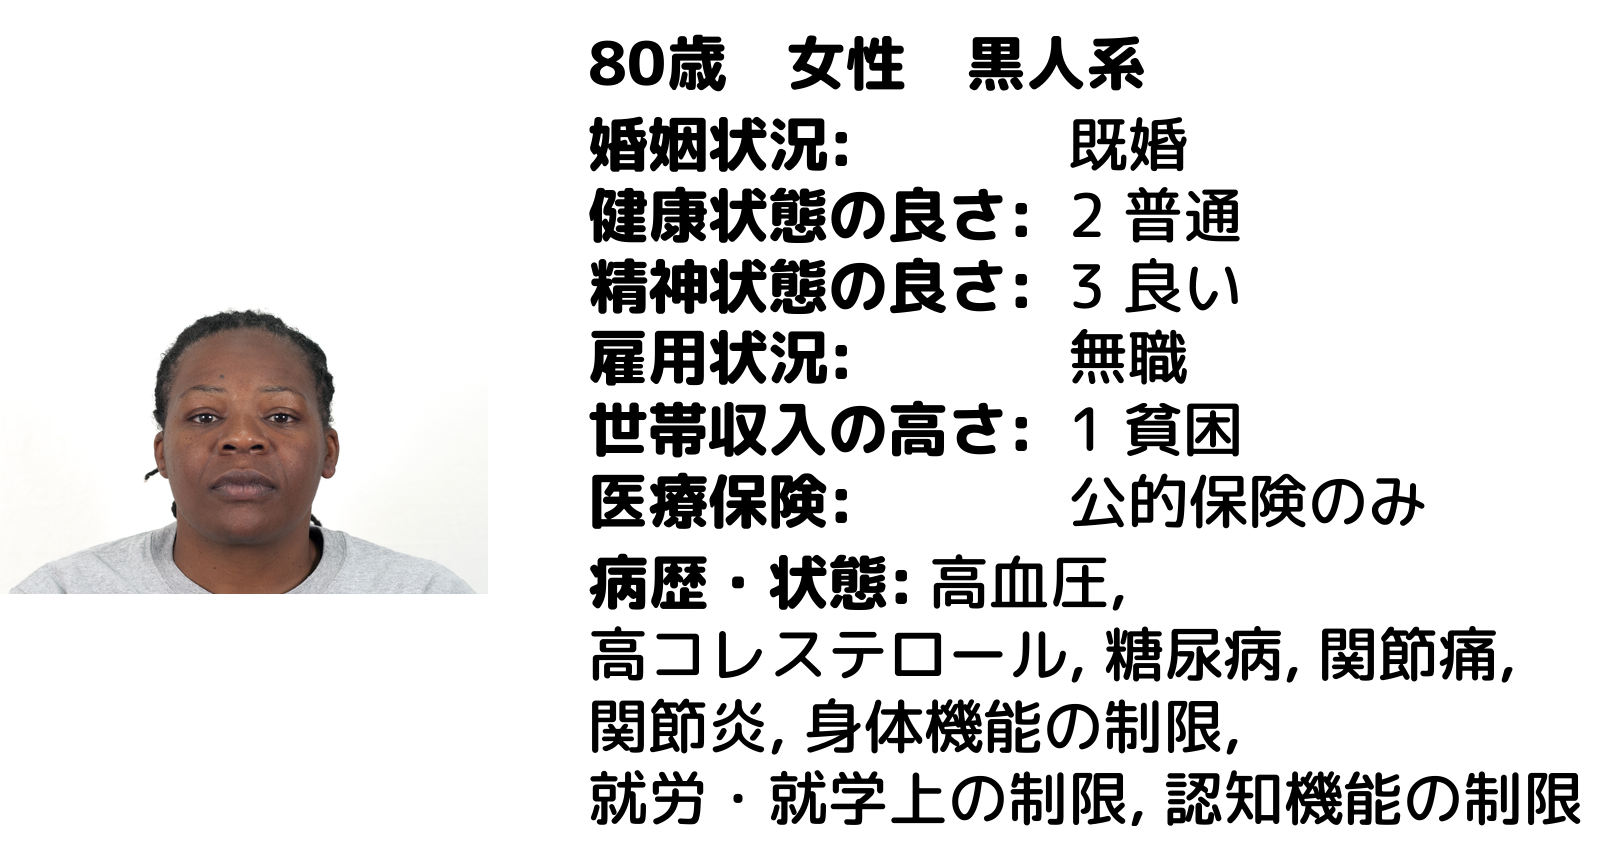 80歳　女性　黒人系
婚姻状況: 既婚
健康状態の良さ: 2 普通
精神状態の良さ: 3 良い
雇用状況: 無職
世帯収入の高さ: 1 貧困
医療保険: 公的保険のみ
病歴・状態: 高血圧,
高コレステロール, 糖尿病, 関節痛,
関節炎, 身体機能の制限,
就労・就学上の制限, 認知機能の制限